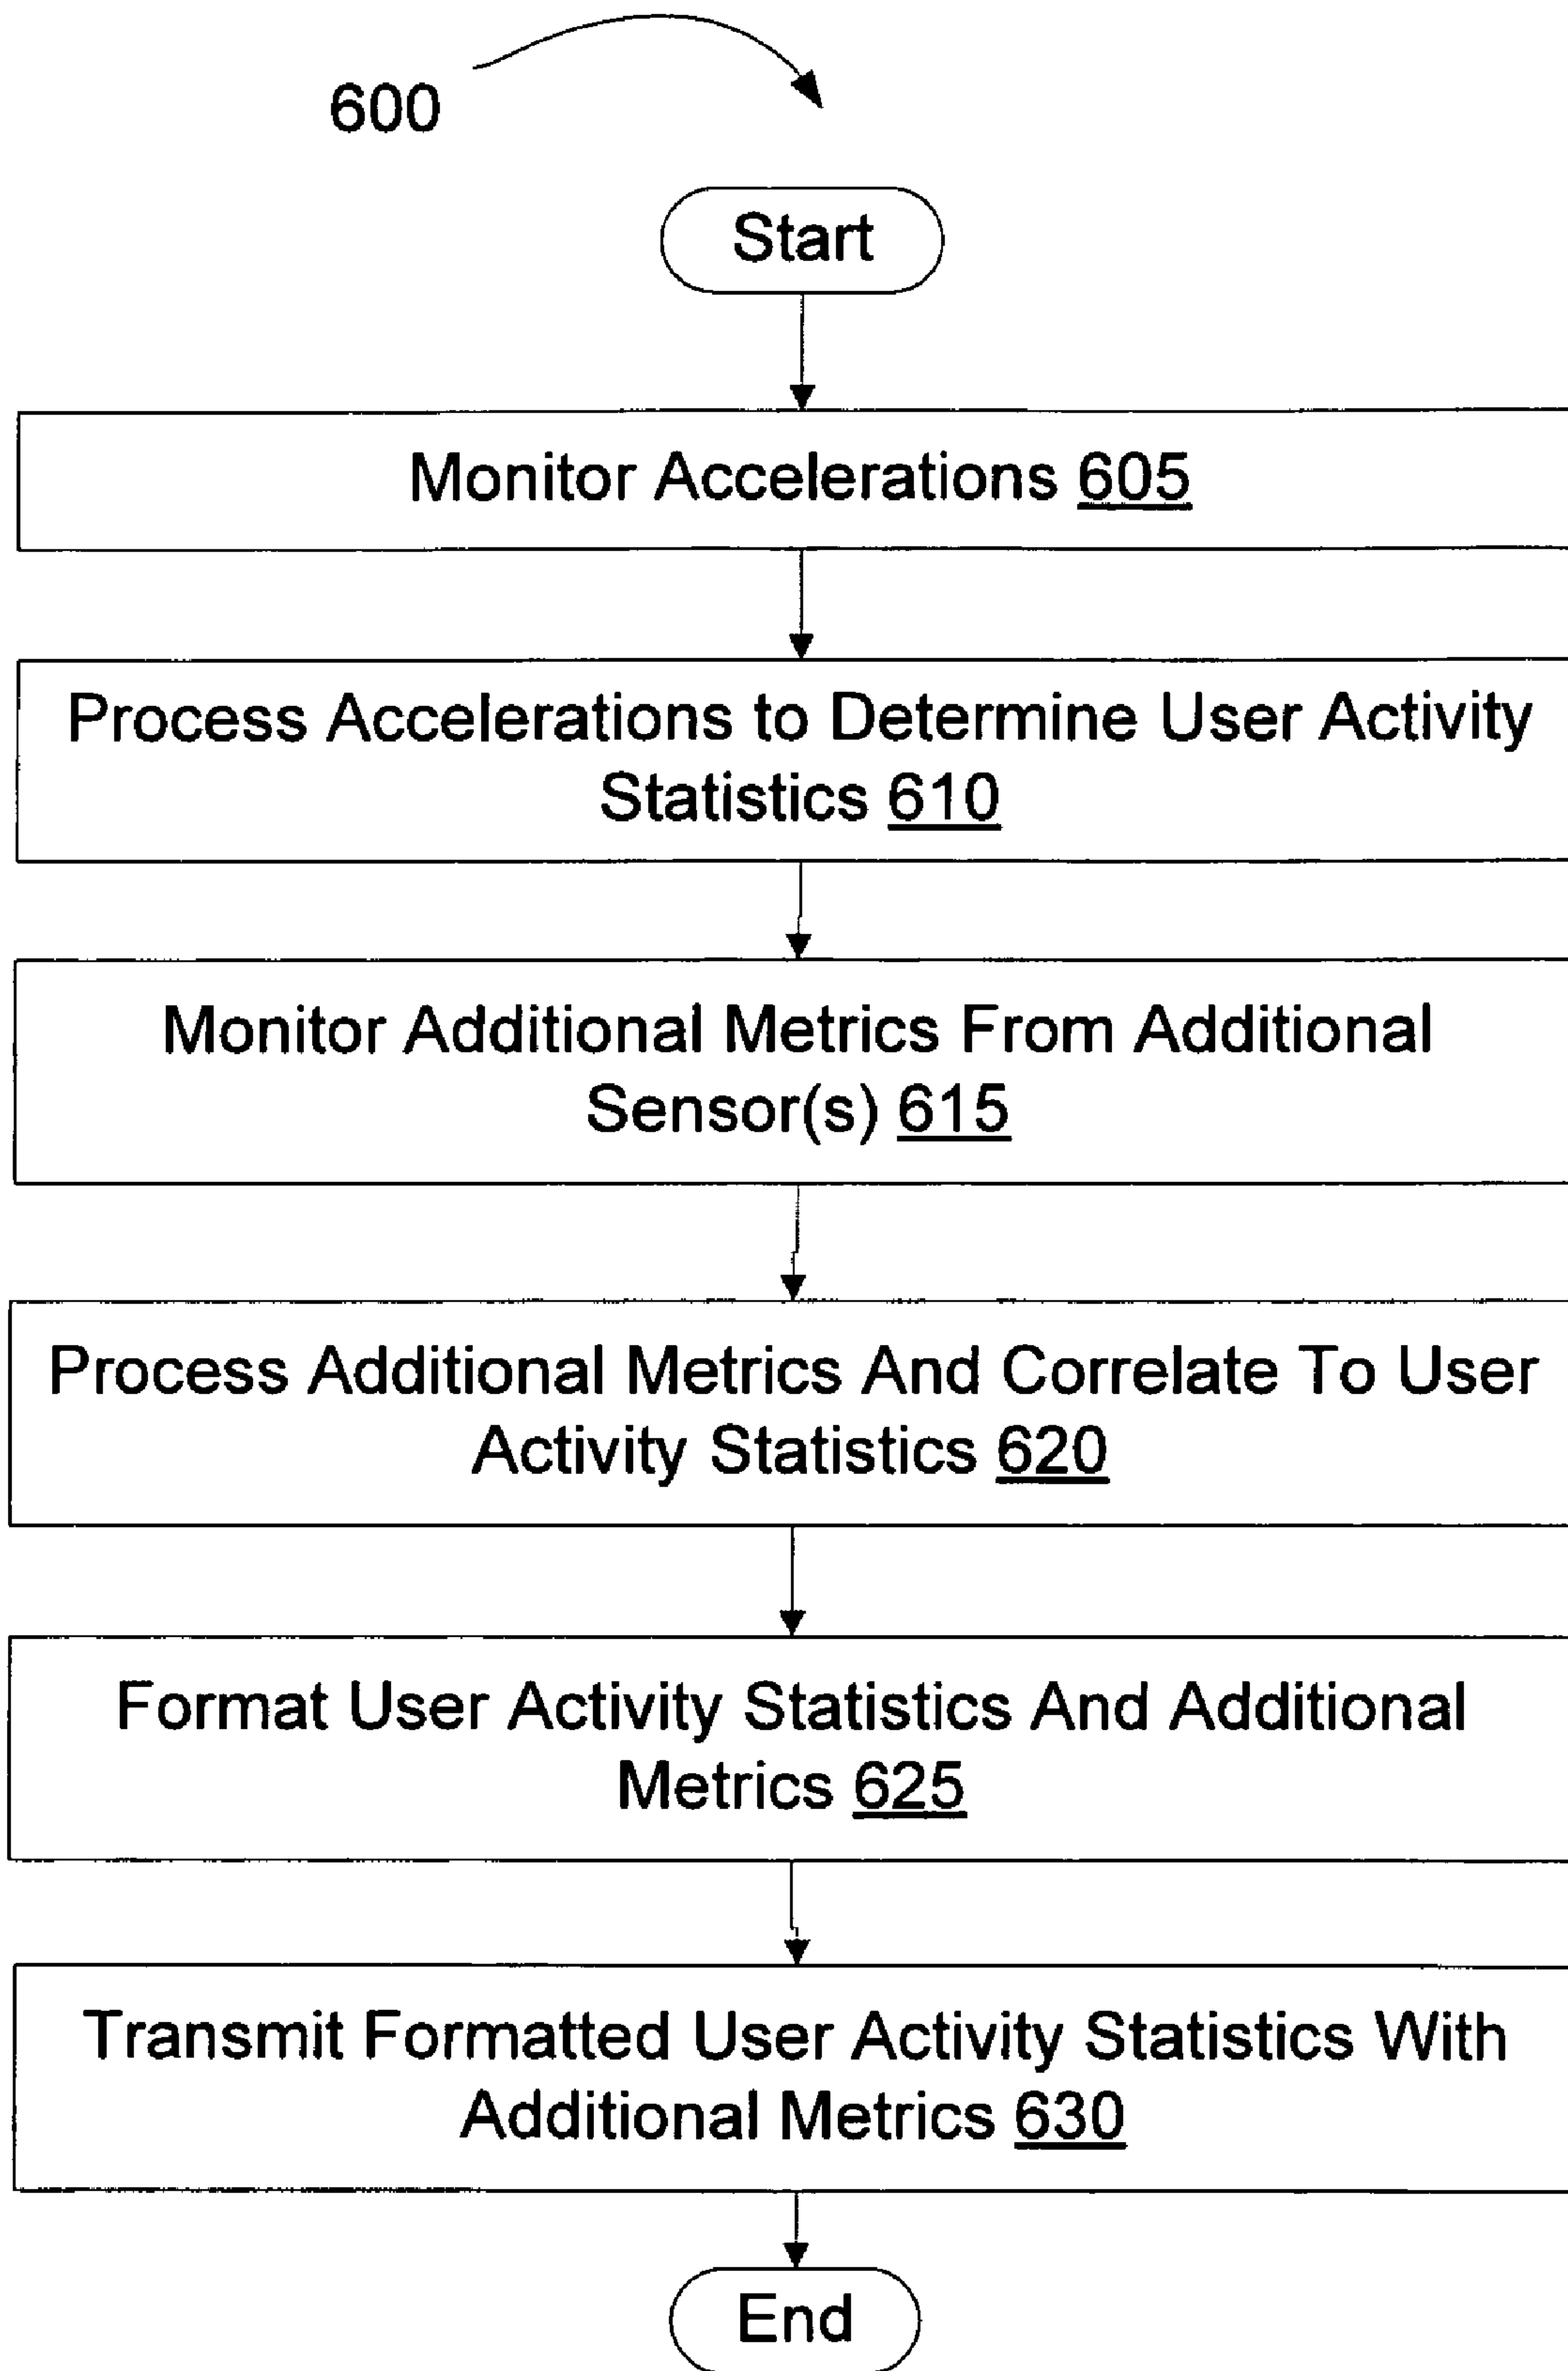 600
Start
Monitor Accelerations 605
Process Accelerations to Determine User Activity
Statistics 610
Monitor Additional Metrics From Additional
Sensor(s) 615
Process Additional Metrics And Correlate To User
Activity Statistics 620
Format User Activity Statistics And Additional
Metrics 625
Transmit Formatted User Activity Statistics With
Additional Metrics 630
End